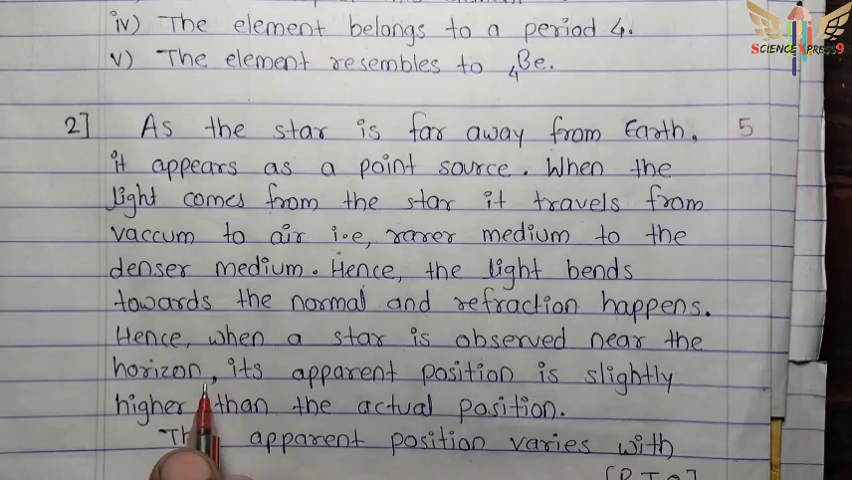 iv) The element belongs to a period 4.
v) The element resembles to ₄Be.
2] As the star is far away from Earth, 5
it appears as a point source. When the
light comes from the star it travels from
vaccum to air i.e, rarer medium to the
denser medium. Hence, the light bends
towards the normal and refraction happens.
Hence, when a star is observed near the
horizon, its apparent position is slightly
higher than the actual position.
apparent position varies with
[P.T.O]
SCIENCEXPRESS9